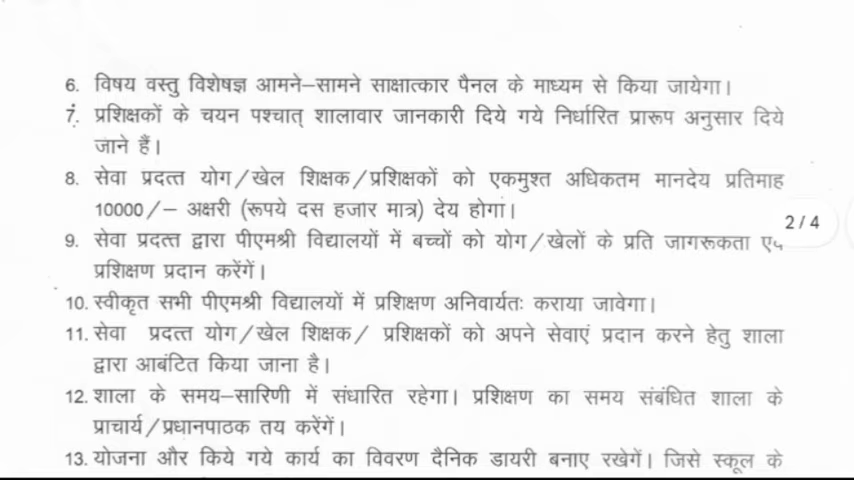 6. विषय वस्तु विशेषज्ञ आमने–सामने साक्षात्कार पैनल के माध्यम से किया जायेगा।
7. प्रशिक्षकों के चयन पश्चात् शालावार जानकारी दिये गये निर्धारित प्रारूप अनुसार दिये
जाने हैं।
8. सेवा प्रदत्त योग/खेल शिक्षक/प्रशिक्षकों को एकमुश्त अधिकतम मानदेय प्रतिमाह
10000/– अक्षरी (रूपये दस हजार मात्र) देय होगा।
2/4
9. सेवा प्रदत्त द्वारा पीएमश्री विद्यालयों में बच्चों को योग/खेलों के प्रति जागरूकता
प्रशिक्षण प्रदान करेंगें।
10. स्वीकृत सभी पीएमश्री विद्यालयों में प्रशिक्षण अनिवार्यतः कराया जावेगा।
11. सेवा प्रदत्त योग/खेल शिक्षक/ प्रशिक्षकों को अपने सेवाएं प्रदान करने हेतु शाला
द्वारा आबंटित किया जाना है।
12. शाला के समय–सारिणी में संधारित रहेगा। प्रशिक्षण का समय संबंधित शाला के
प्राचार्य/प्रधानपाठक तय करेंगें।
13. योजना और किये गये कार्य का विवरण दैनिक डायरी बनाए रखेगें। जिसे स्कूल के